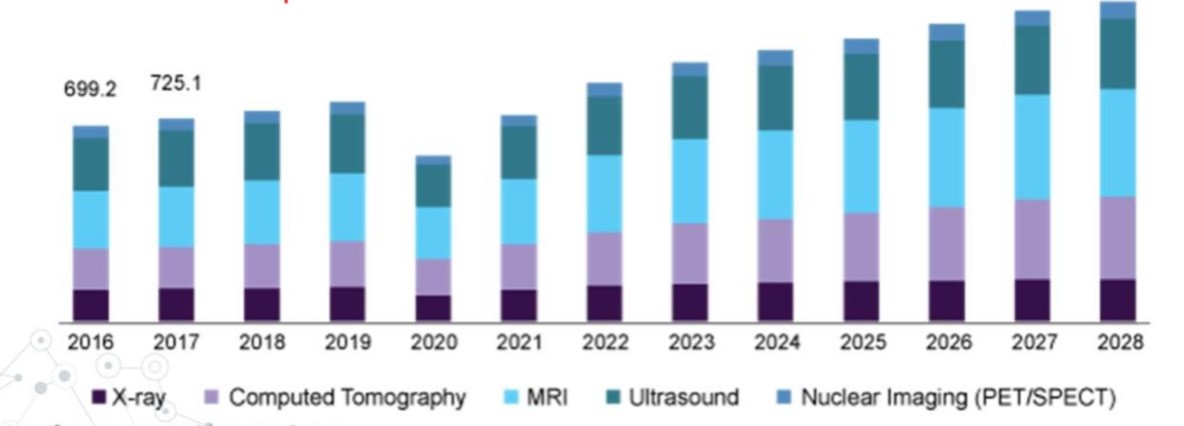 699.2 725.1
2016 2017 2018 2019 2020 2021 2022 2023 2024 2025 2026 2027 2028
X-ray Computed Tomography MRI Ultrasound Nuclear Imaging (PET/SPECT)